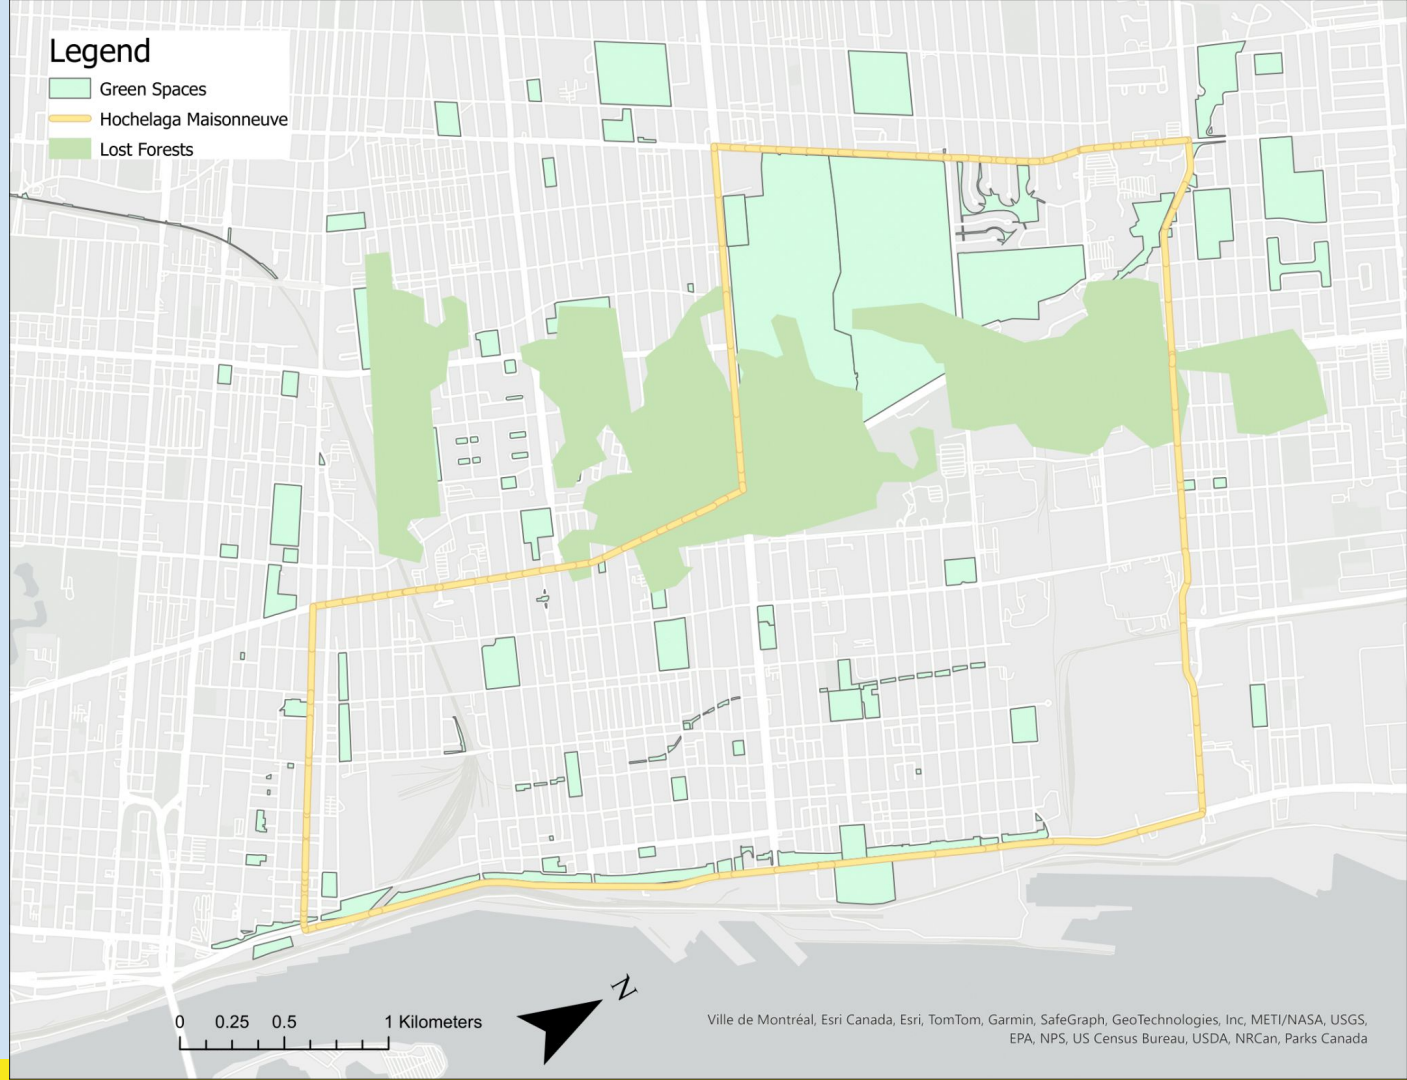 Legend
Green Spaces
Hochelaga Maisonneuve
Lost Forests
N
0 0.25 0.5 1 Kilometers
Ville de Montréal, Esri Canada, Esri, TomTom, Garmin, SafeGraph, GeoTechnologies, Inc, METI/NASA, USGS,
EPA, NPS, US Census Bureau, USDA, NRCan, Parks Canada